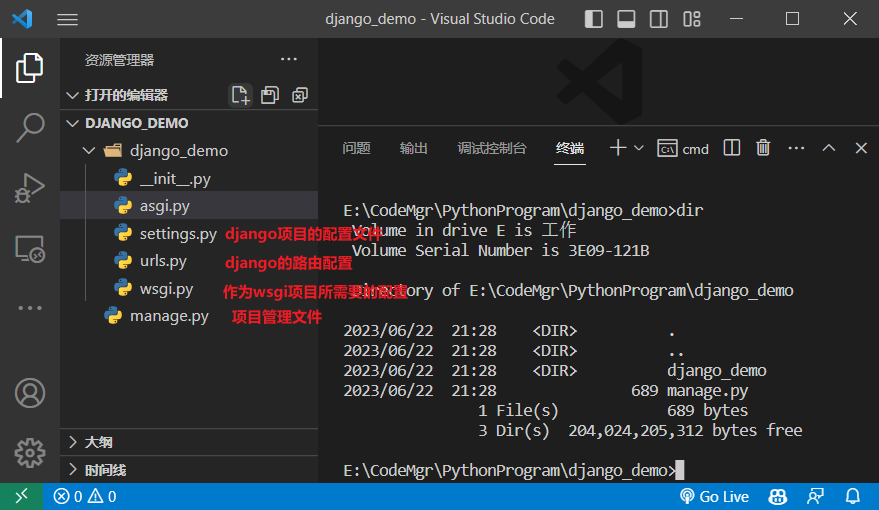 django_demo - Visual Studio Code
资源管理器
打开的编辑器
DJANGO_DEMO
django_demo
__init__.py
asgi.py
settings.py django项目的配置文件
urls.py django的路由配置
wsgi.py 作为wsgi项目所需要的配置
manage.py 项目管理文件
大纲
时间线
问题 输出 调试控制台 终端 cmd
E:\CodeMgr\PythonProgram\django_demo>dir
Volume in drive E is 工作
Volume Serial Number is 3E09-121B
Directory of E:\CodeMgr\PythonProgram\django_demo
2023/06/22 21:28 <DIR> .
2023/06/22 21:28 <DIR> ..
2023/06/22 21:28 <DIR> django_demo
2023/06/22 21:28 689 manage.py
1 File(s) 689 bytes
3 Dir(s) 204,024,205,312 bytes free
E:\CodeMgr\PythonProgram\django_demo>
0 0 Go Live